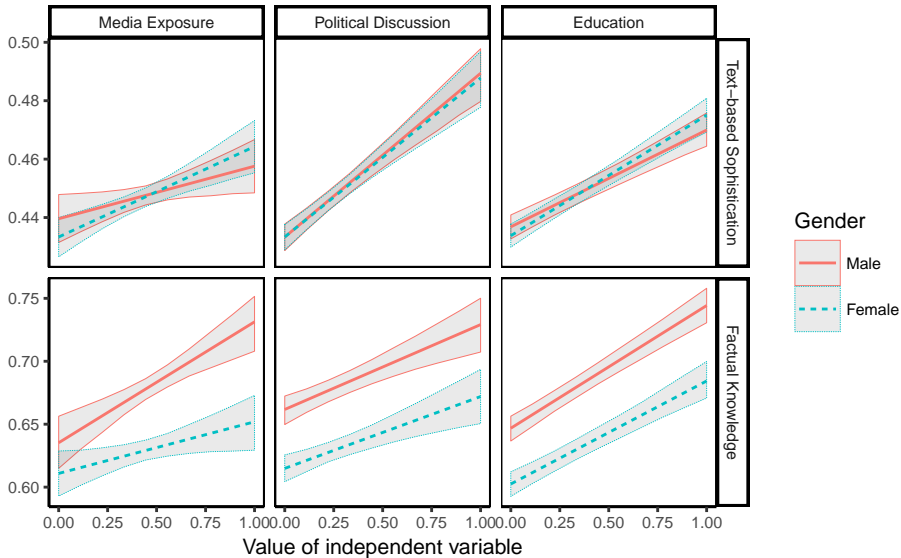 Media Exposure
Political Discussion
Education
0.50
0.48
0.46
0.44
Text−based Sophistication
0.75
0.70
0.65
0.60
Factual Knowledge
0.00 0.25 0.50 0.75 1.00
0.00 0.25 0.50 0.75 1.00
0.00 0.25 0.50 0.75 1.00
Value of independent variable
Gender
Male
Female